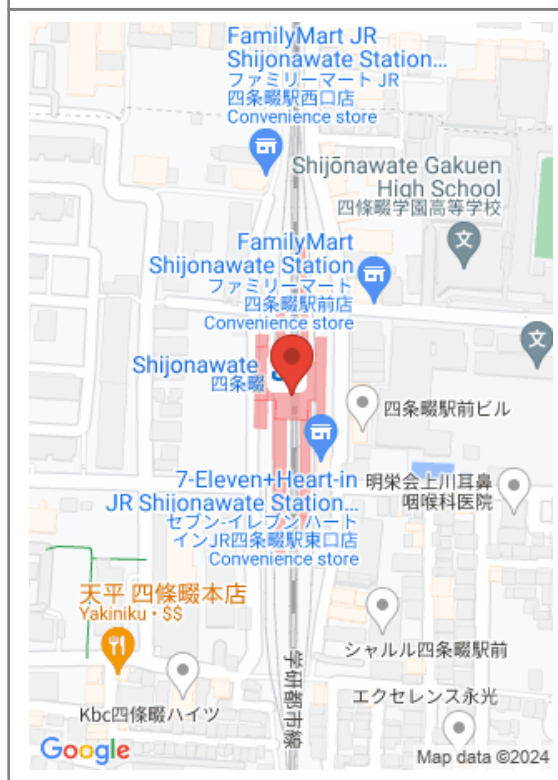 FamilyMart JR
Shijonawate Station...
ファミリーマート JR
四条畷駅西口店
Convenience store
Shijōnawate Gakuen
High School
四條畷学園高等学校
文
FamilyMart
Shijonawate Station
ファミリーマート
四条畷駅前店
Convenience store
文
Shijonawate
四条畷
四条畷駅前ビル
7-Eleven+Heart-in
JR Shijonawate Station...
セブン-イレブン ハート
インJR四条畷駅東口店
Convenience store
明栄会上川耳鼻
咽喉科医院
天平 四條畷本店
Yakiniku・$$
シャルル四条畷駅前
Kbc四條畷ハイツ
学研都市線
エクセレンス永光
Google
Map data ©2024